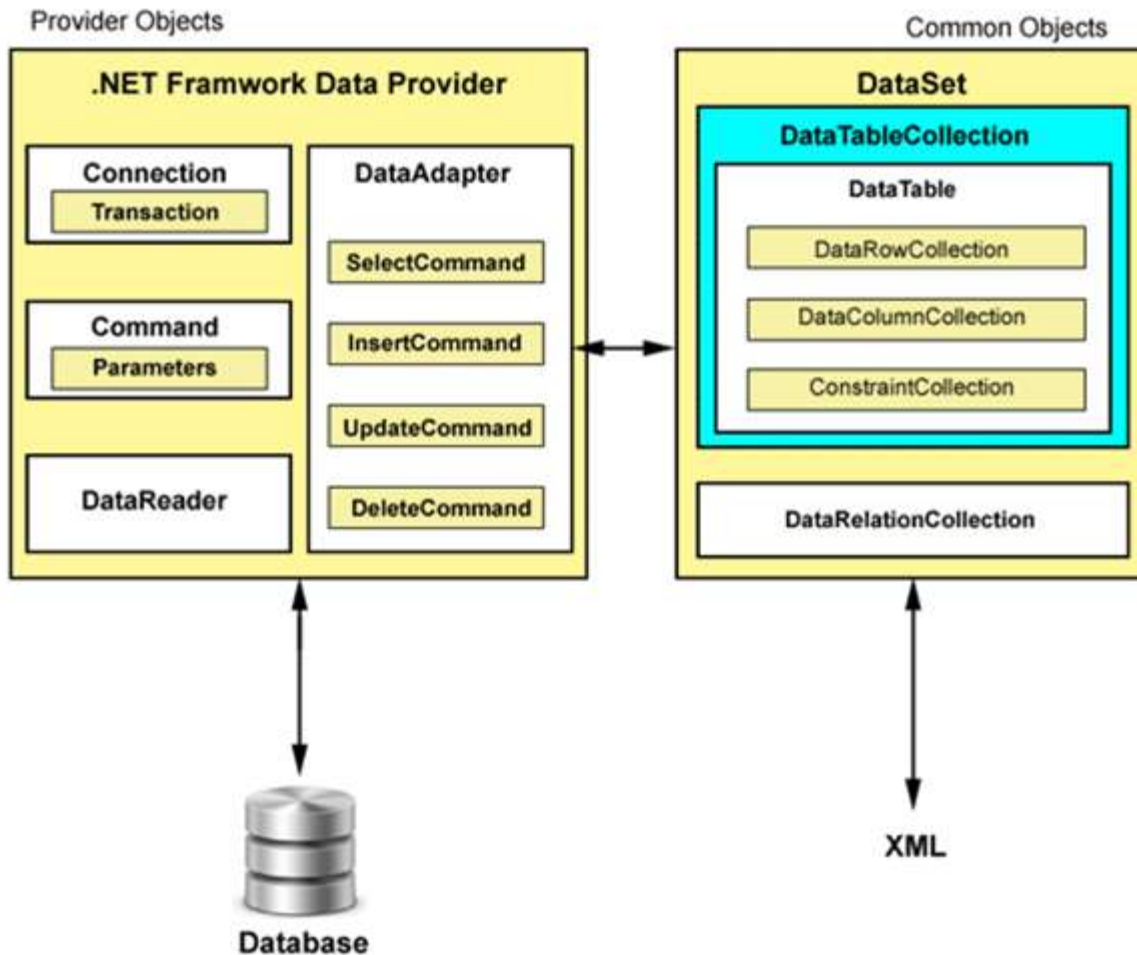 Provider Objects
.NET Framwork Data Provider
Connection
Transaction
Command
Parameters
DataReader
DataAdapter
SelectCommand
InsertCommand
UpdateCommand
DeleteCommand
Database
Common Objects
DataSet
DataTableCollection
DataTable
DataRowCollection
DataColumnCollection
ConstraintCollection
DataRelationCollection
XML